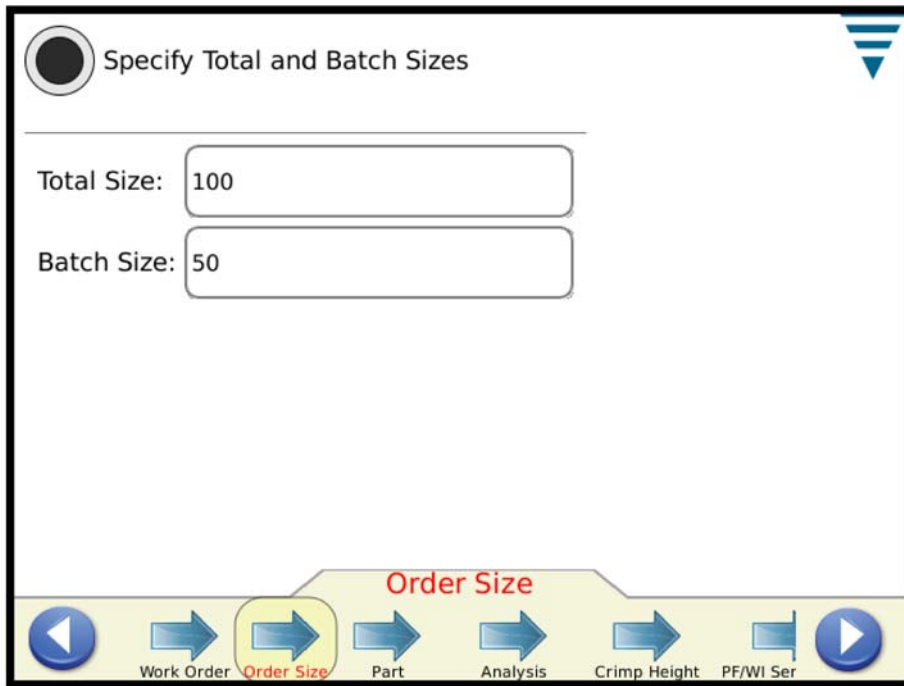 Specify Total and Batch Sizes
Total Size: 100
Batch Size: 50
Order Size
Work Order Order Size Part Analysis Crimp Height PF/WI Ser